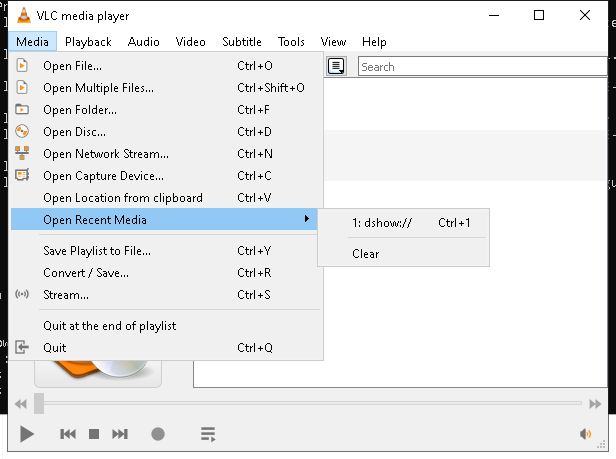 VLC media player
Media Playback Audio Video Subtitle Tools View Help
Open File... Ctrl+O
Open Multiple Files... Ctrl+Shift+O
Open Folder... Ctrl+F
Open Disc... Ctrl+D
Open Network Stream... Ctrl+N
Open Capture Device... Ctrl+C
Open Location from clipboard Ctrl+V
Open Recent Media
Save Playlist to File... Ctrl+Y
Convert / Save... Ctrl+R
Stream... Ctrl+S
Quit at the end of playlist
Quit Ctrl+Q
Search
1: dshow:// Ctrl+1
Clear